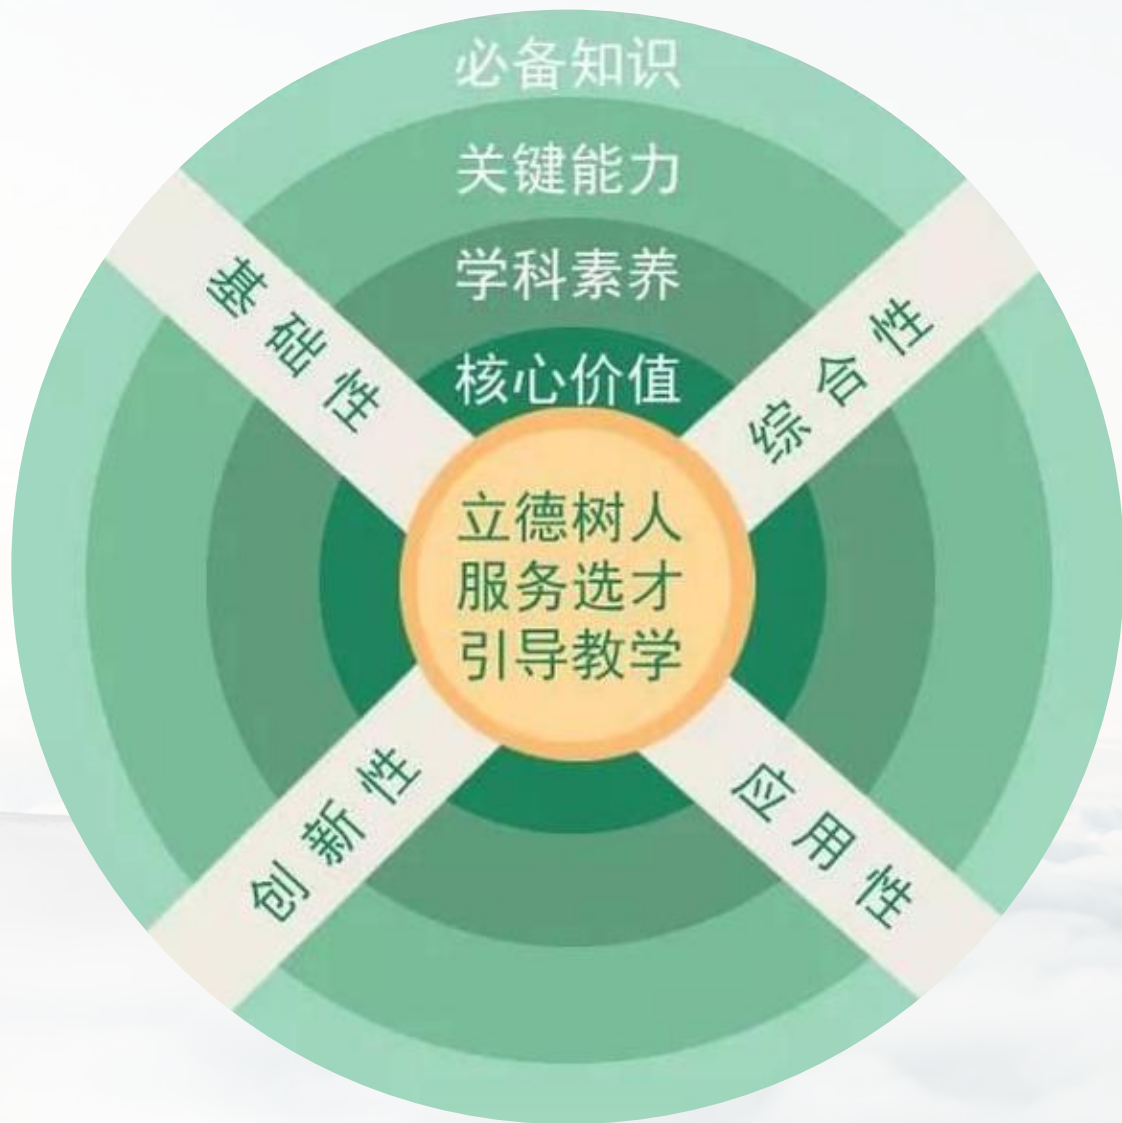 必备知识
关键能力
学科素养
核心价值
基础性
综合性
立德树人
服务选才
引导教学
创新性
应用性